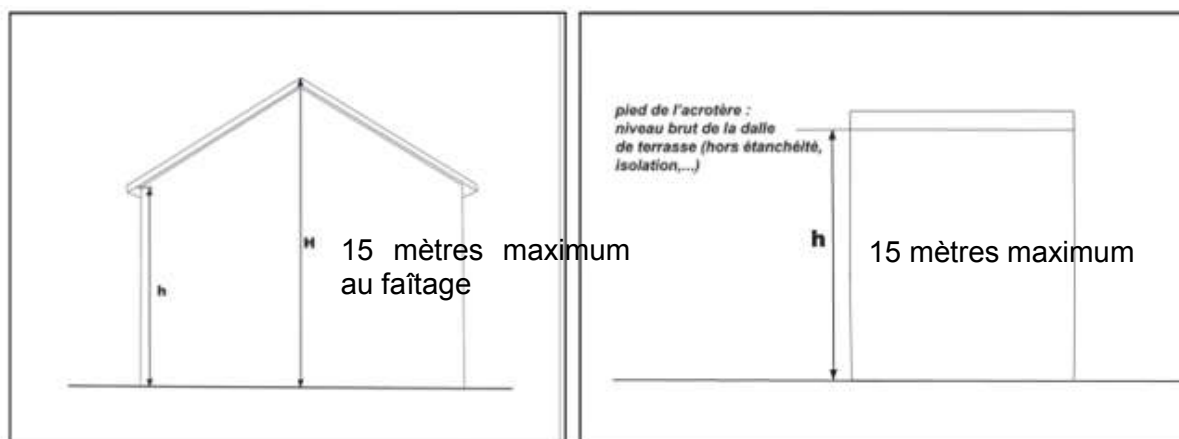 H
15 mètres maximum
au faîtage
h
pied de l'acrotère :
niveau brut de la dalle
de terrasse (hors étanchéité,
isolation,...)
h
15 mètres maximum